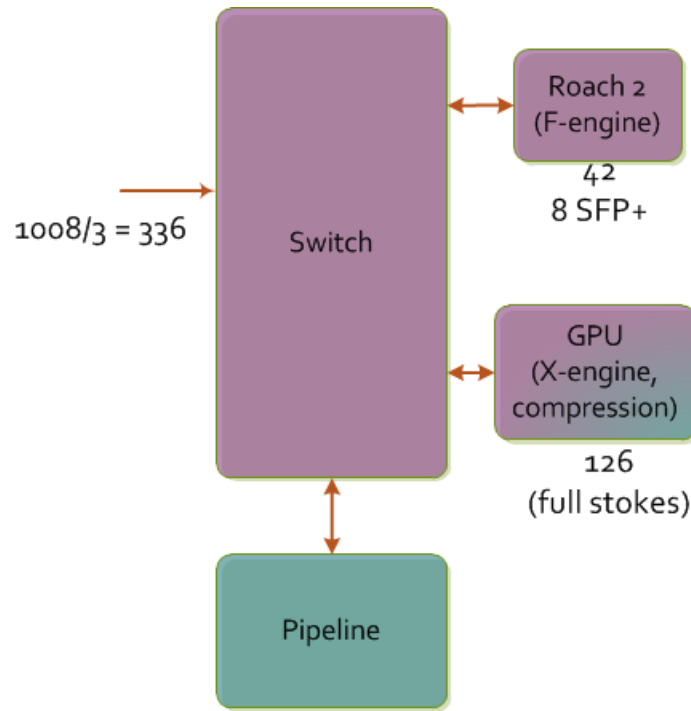 Roach 2
(F-engine)
42
8 SFP+
1008/3 = 336
Switch
GPU
(X-engine,
compression)
126
(full stokes)
Pipeline